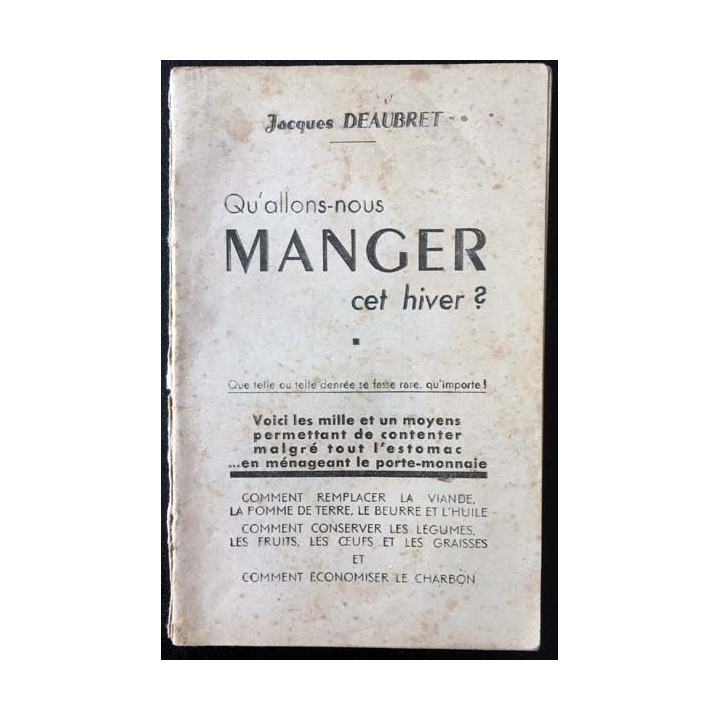 Jacques DEAUBRET
Qu'allons-nous
MANGER
cet hiver ?
Que telle ou telle denrée se fasse rare, qu'importe !
Voici les mille et un moyens
permettant de contenter
malgré tout l'estomac
...en ménageant le porte-monnaie
COMMENT REMPLACER LA VIANDE,
LA POMME DE TERRE, LE BEURRE ET L'HUILE
COMMENT CONSERVER LES LÉGUMES,
LES FRUITS, LES ŒUFS ET LES GRAISSES
ET
COMMENT ÉCONOMISER LE CHARBON